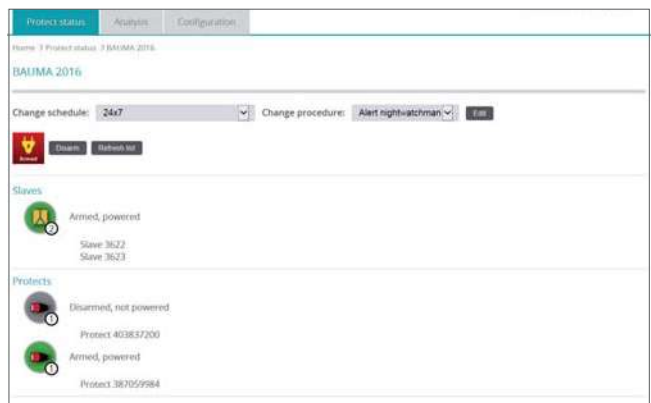 Protect status Analysis Configuration
Home > Protect status > BAUMA 2016
BAUMA 2016
Change schedule: 24x7 Change procedure: Alert nightwatchman Edit
Armed Disarm Refresh list
Slaves
2 Armed, powered
Slave 3622
Slave 3623
Protects
1 Disarmed, not powered
Protect 403837200
1 Armed, powered
Protect 387059984